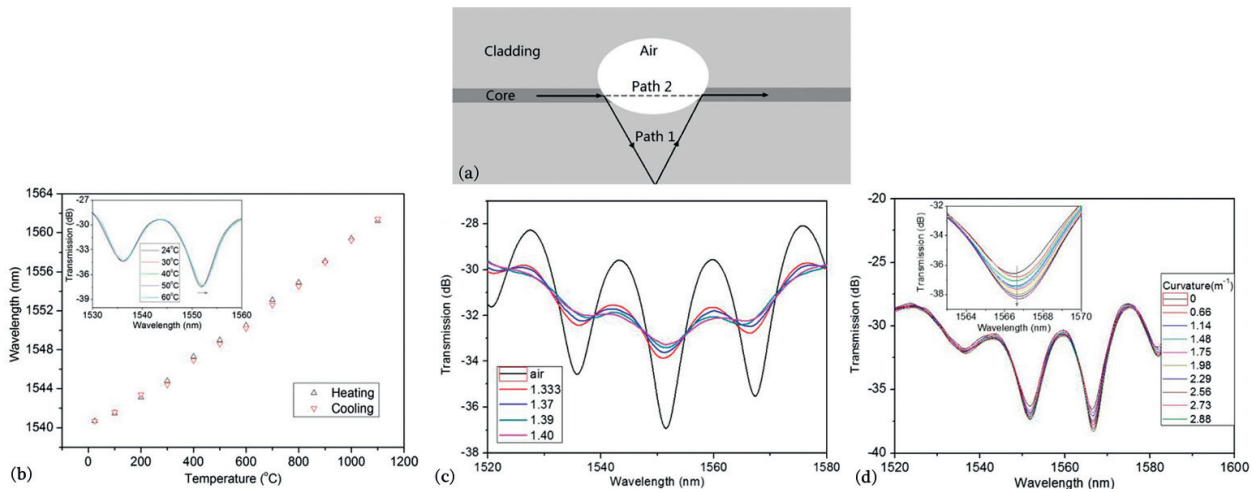 Cladding
Air
Path 2
Core
Path 1
(a)
1564
1560
1556
1552
1548
1544
1540
Wavelength (nm)
-27
-30
-33
-36
-39
Transmission (dB)
24°C
30°C
40°C
50°C
60°C
1530 1540 1550 1560
Wavelength (nm)
Heating
Cooling
0 200 400 600 800 1000 1200
Temperature (°C)
(b)
-26
-28
-30
-32
-34
-36
-38
Transmission (dB)
air
1.333
1.37
1.39
1.40
1520 1540 1560 1580
Wavelength (nm)
(c)
-20
-25
-30
-35
-40
Transmission (dB)
-32
-34
-36
-38
Transmission (dB)
1564 1566 1568 1570
Wavelength (nm)
Curvature(m⁻¹)
0
0.66
1.14
1.48
1.75
1.98
2.29
2.56
2.73
2.88
1520 1540 1560 1580 1600
Wavelength (nm)
(d)